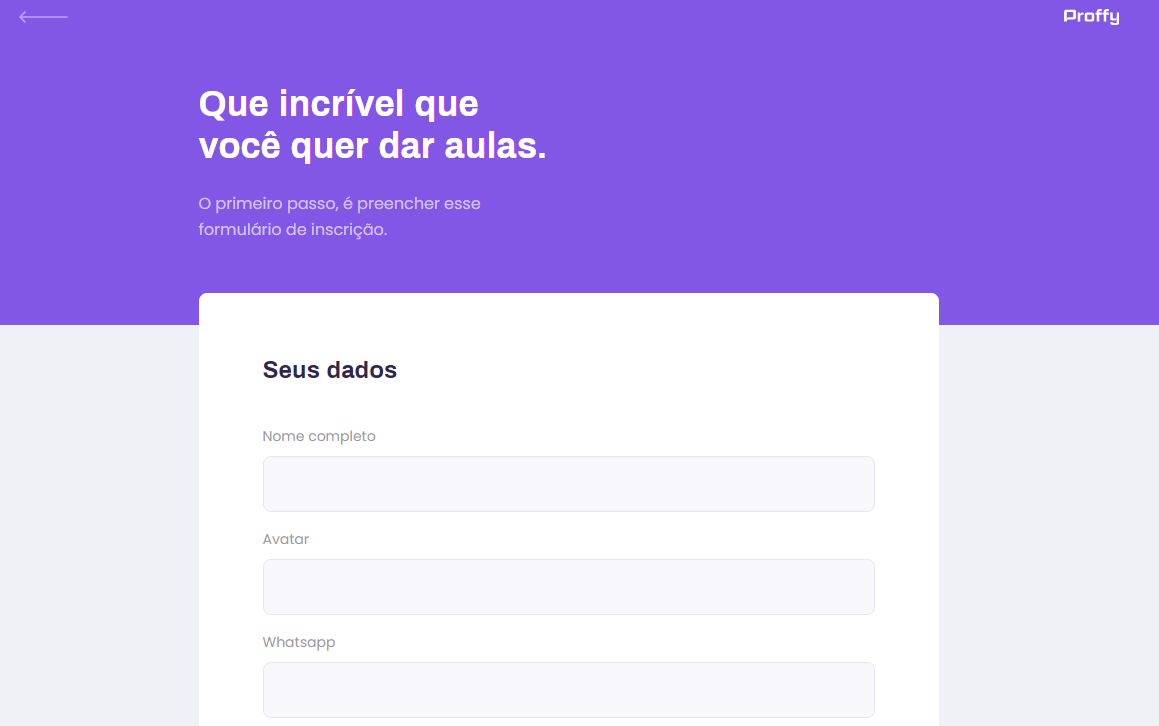 Proffy
Que incrível que
você quer dar aulas.
O primeiro passo, é preencher esse
formulário de inscrição.
Seus dados
Nome completo
Avatar
Whatsapp